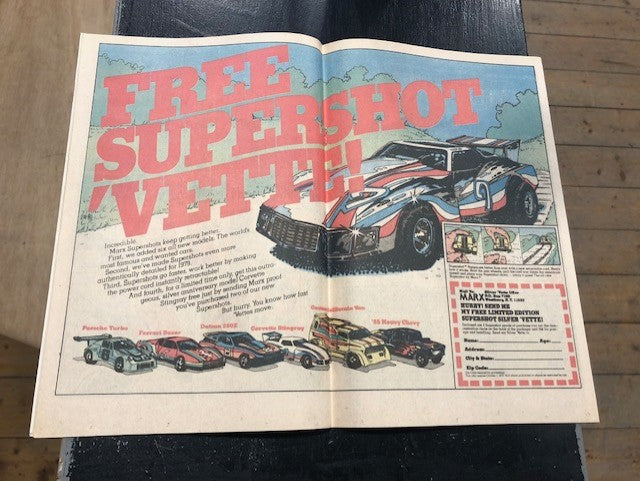 FREE
SUPERSHOT
'VETTE!
Incredible.
Marx Supershots keep getting better.
First, we added six all new models. The world's
most famous and wanted cars.
Second, we've made Supershots even more
authentically detailed for 1979.
Third, Supershots go faster, work better by making
the power cord instantly retractable!
And fourth, for a limited time only, get this outra-
geous, silver anniversary model Corvette
Stingray free just by sending Marx proof
you've purchased two of our new
Supershots.
But hurry. You know how fast
'Vettes move.
Porsche Turbo
Ferrari Boxer
Datsun 280Z
Corvette Stingray
Van
'55 Heavy Chevy
MARX
HURRY! SEND ME
MY FREE LIMITED EDITION
SUPERSHOT SILVER 'VETTE!
Name
Age
Address
City & State
Zip Code